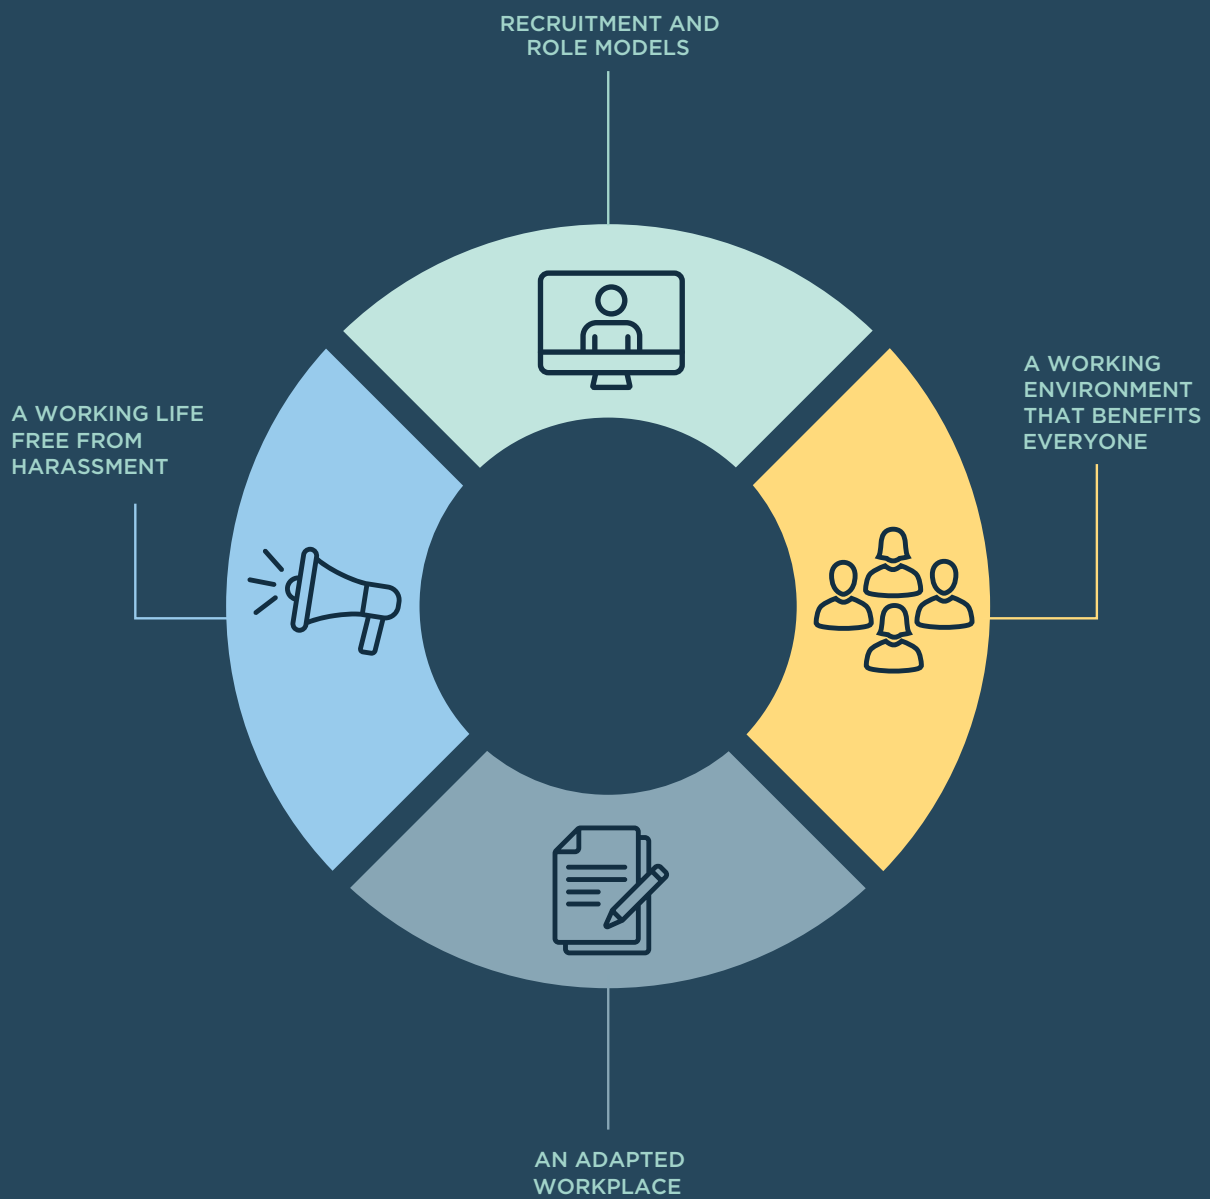 RECRUITMENT AND
ROLE MODELS
A WORKING
ENVIRONMENT
THAT BENEFITS
EVERYONE
A WORKING LIFE
FREE FROM
HARASSMENT
AN ADAPTED
WORKPLACE